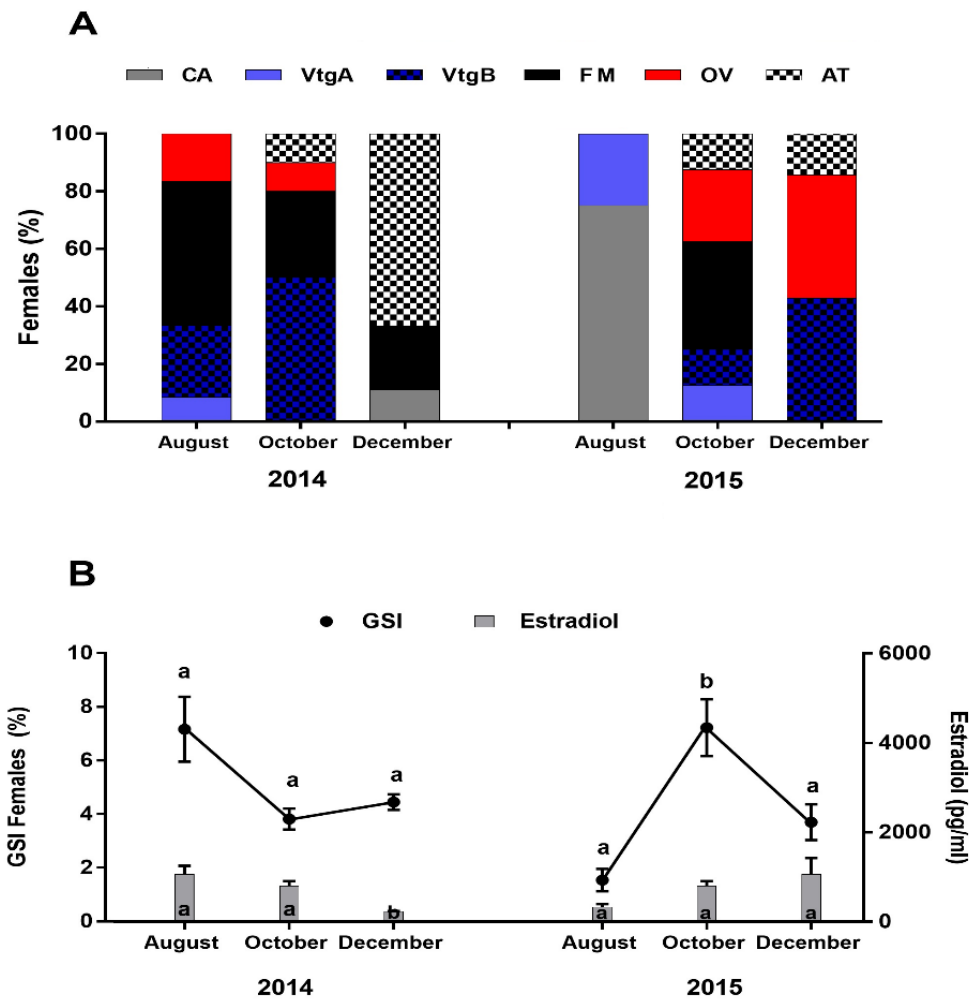 A
CA VtgA VtgB FM OV AT
Females (%)
100
80
60
40
20
0
August October December August October December
2014 2015
B
GSI Estradiol
GSI Females (%)
10
8
6
4
2
0
a a a a b a
a a b a a a
6000
4000
2000
0
Estradiol (pg/ml)
August October December August October December
2014 2015